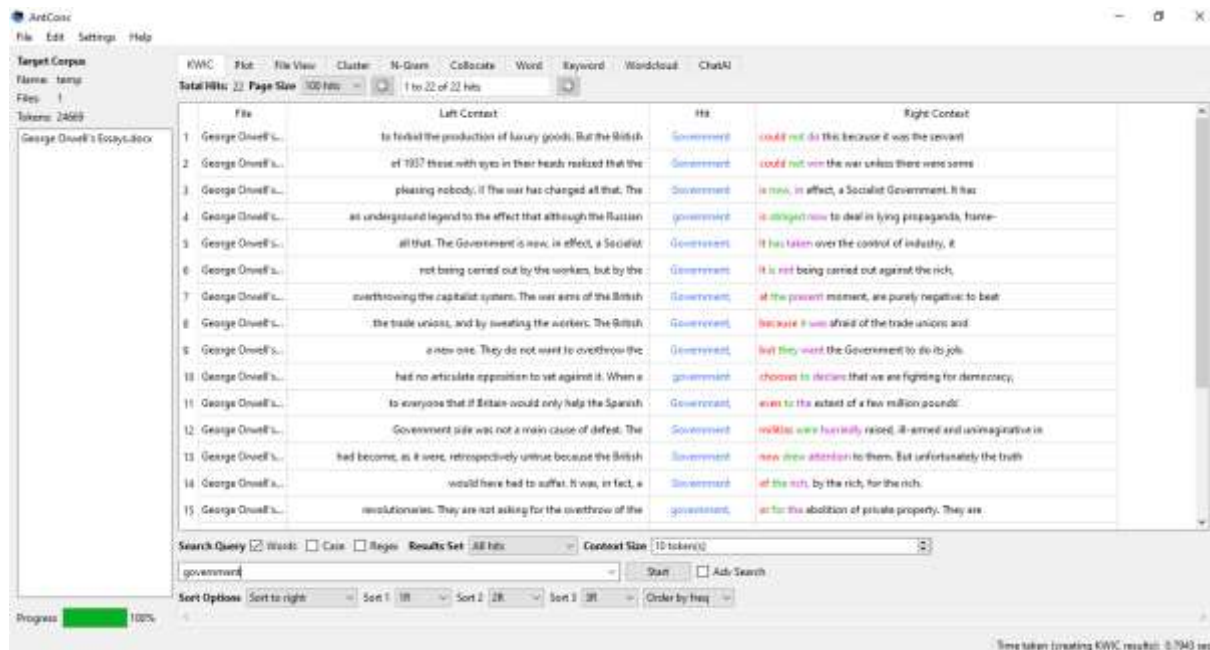 AntConc
File Edit Settings Help
Target Corpus
Name: temp
Files: 1
Tokens: 24669
George Orwell's Essays.docx
KWIC Plot File View Cluster N-Gram Collocate Word Keyword Wordcloud ChatAI
Total Hits: 22 Page Size 100 hits 1 to 22 of 22 hits
File Left Context Hit Right Context
1 George Orwell's... to forbid the production of luxury goods. But the British Government could not do this because it was the servant
2 George Orwell's... of 1937 those with eyes in their heads realized that the Government could not win the war unless there were some
3 George Orwell's... pleasing nobody. II The war has changed all that. The Government is now, in effect, a Socialist Government. It has
4 George Orwell's... an underground legend to the effect that although the Russian government is obliged now to deal in lying propaganda, frame-
5 George Orwell's... all that. The Government is now, in effect, a Socialist Government. It has taken over the control of industry, it
6 George Orwell's... not being carried out by the workers, but by the Government. It is not being carried out against the rich,
7 George Orwell's... overthrowing the capitalist system. The war aims of the British Government, at the present moment, are purely negative: to beat
8 George Orwell's... the trade unions, and by sweating the workers. The British Government, because it was afraid of the trade unions and
9 George Orwell's... a new one. They do not want to overthrow the Government, but they want the Government to do its job.
10 George Orwell's... had no articulate opposition to set against it. When a government chooses to declare that we are fighting for democracy,
11 George Orwell's... to everyone that if Britain would only help the Spanish Government, even to the extent of a few million pounds'
12 George Orwell's... Government side was not a main cause of defeat. The Government militias were hurriedly raised, ill-armed and unimaginative in
13 George Orwell's... had become, as it were, retrospectively untrue because the British Government now drew attention to them. But unfortunately the truth
14 George Orwell's... would have had to suffer. It was, in fact, a Government of the rich, by the rich, for the rich.
15 George Orwell's... revolutionaries. They are not asking for the overthrow of the government, or for the abolition of private property. They are
Search Query Words Case Regex Results Set All hits Context Size 10 token(s)
government Start Adv Search
Sort Options Sort to right Sort 1 1R Sort 2 2R Sort 3 3R Order by freq
Progress 100%
Time taken (creating KWIC results): 0.7943 sec